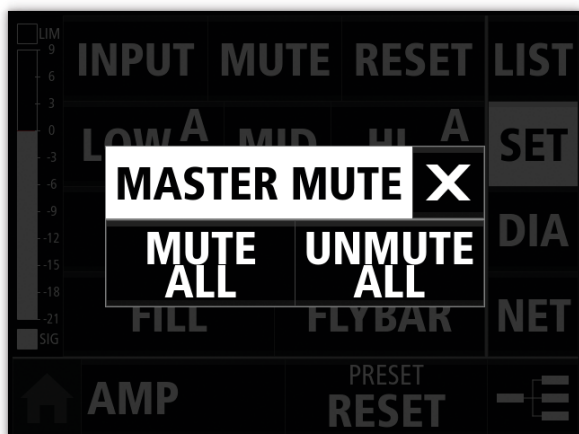 LIM
9
6
3
0
-3
-6
-9
-12
-18
-21
SIG
INPUT MUTE RESET LIST
LOW A MID HI A SET
MASTER MUTE X
MUTE ALL
UNMUTE ALL
DIA
FILL FLYBAR NET
AMP
PRESET
RESET